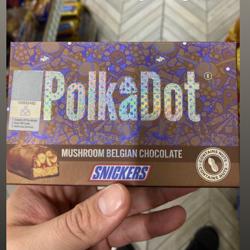 PolkaDot
MUSHROOM BELGIAN CHOCOLATE
SNICKERS